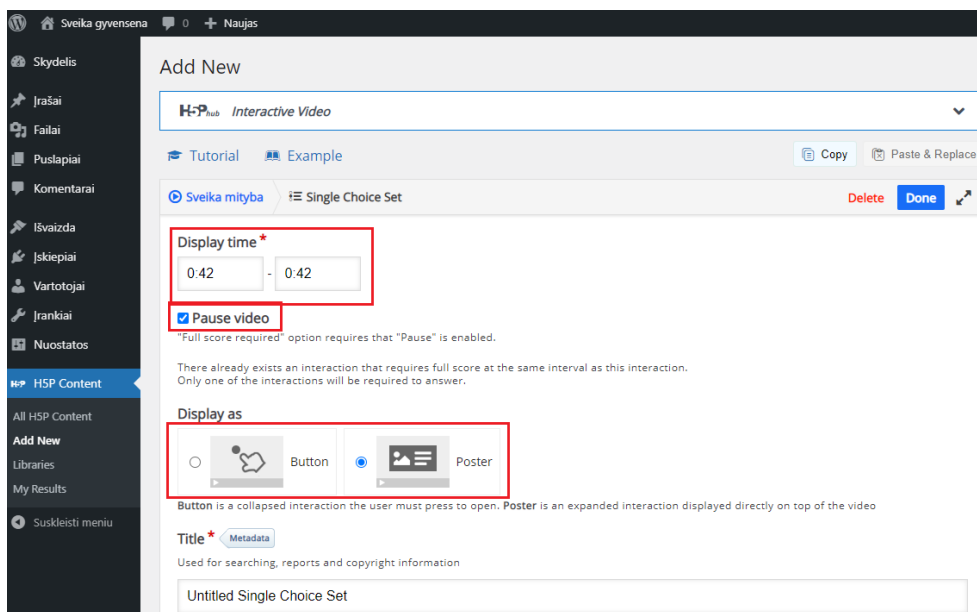 Sveika gyvensena 0 Naujas
Skydelis
Įrašai
Failai
Puslapiai
Komentarai
Išvaizda
Įskiepiai
Vartotojai
Įrankiai
Nuostatos
H5P H5P Content
All H5P Content
Add New
Libraries
My Results
Suskleisti meniu
Add New
H5Phub Interactive Video
Tutorial Example Copy Paste & Replace
Sveika mityba Single Choice Set Delete Done
Display time *
0:42 - 0:42
Pause video
"Full score required" option requires that "Pause" is enabled.
There already exists an interaction that requires full score at the same interval as this interaction.
Only one of the interactions will be required to answer.
Display as
Button Poster
Button is a collapsed interaction the user must press to open. Poster is an expanded interaction displayed directly on top of the video
Title * Metadata
Used for searching, reports and copyright information
Untitled Single Choice Set